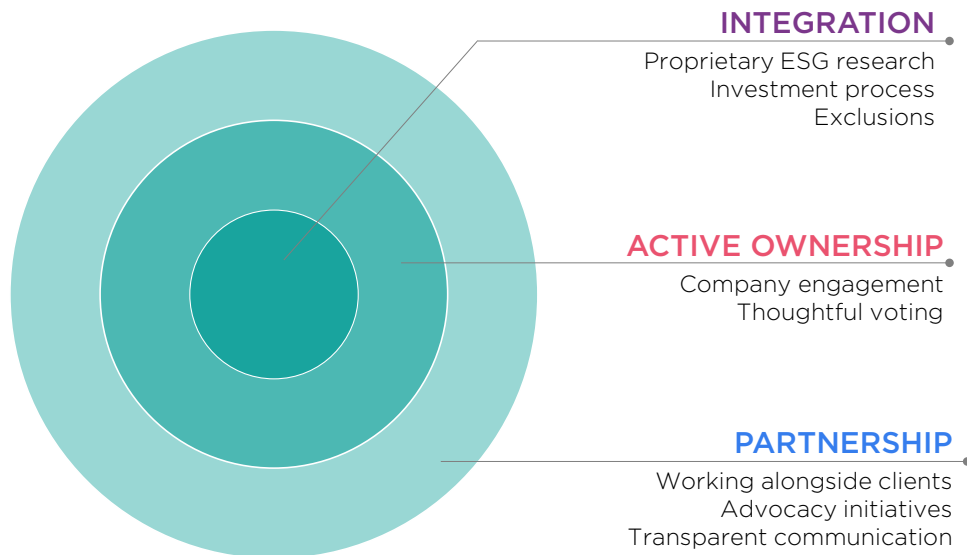 INTEGRATION
Proprietary ESG research
Investment process
Exclusions
ACTIVE OWNERSHIP
Company engagement
Thoughtful voting
PARTNERSHIP
Working alongside clients
Advocacy initiatives
Transparent communication